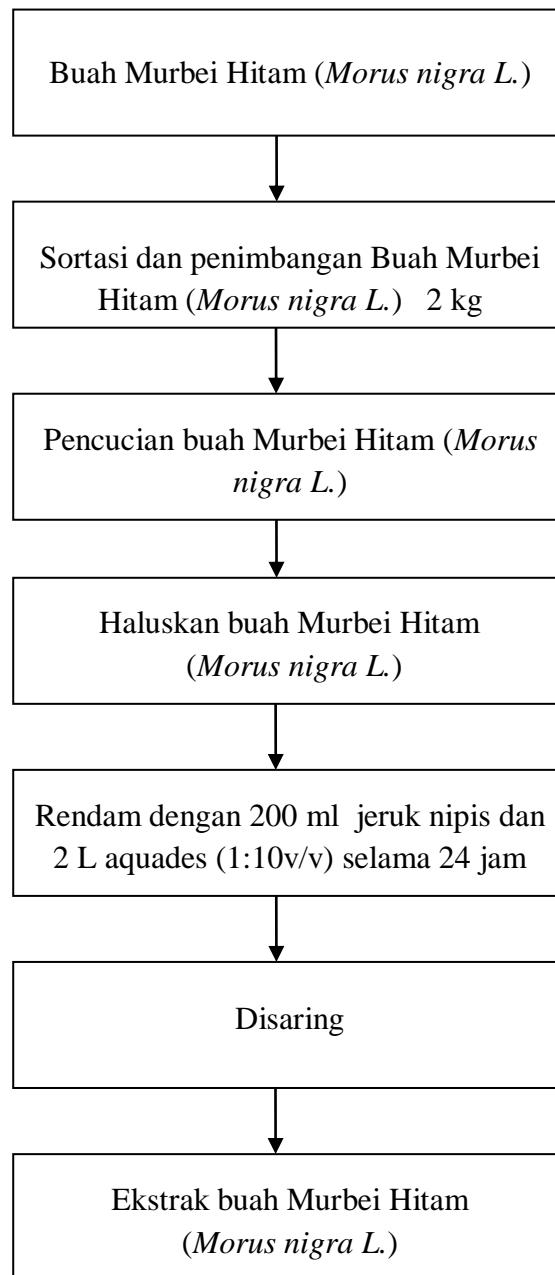 Buah Murbei Hitam (Morus nigra L.)
Sortasi dan penimbangan Buah Murbei
Hitam (Morus nigra L.) 2 kg
Pencucian buah Murbei Hitam (Morus
nigra L.)
Haluskan buah Murbei Hitam
(Morus nigra L.)
Rendam dengan 200 ml jeruk nipis dan
2 L aquades (1:10v/v) selama 24 jam
Disaring
Ekstrak buah Murbei Hitam
(Morus nigra L.)